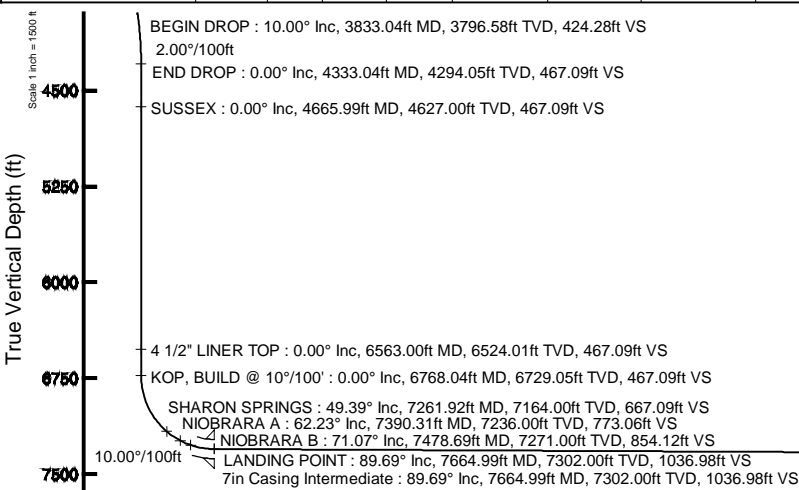 Scale 1 inch = 1500 ft
True Vertical Depth (ft)
4500
5250
6000
6750
7500
BEGIN DROP : 10.00° Inc, 3833.04ft MD, 3796.58ft TVD, 424.28ft VS
2.00°/100ft
END DROP : 0.00° Inc, 4333.04ft MD, 4294.05ft TVD, 467.09ft VS
SUSSEX : 0.00° Inc, 4665.99ft MD, 4627.00ft TVD, 467.09ft VS
4 1/2" LINER TOP : 0.00° Inc, 6563.00ft MD, 6524.01ft TVD, 467.09ft VS
KOP, BUILD @ 10°/100' : 0.00° Inc, 6768.04ft MD, 6729.05ft TVD, 467.09ft VS
SHARON SPRINGS : 49.39° Inc, 7261.92ft MD, 7164.00ft TVD, 667.09ft VS
NIOBRARA A : 62.23° Inc, 7390.31ft MD, 7236.00ft TVD, 773.06ft VS
NIOBRARA B : 71.07° Inc, 7478.69ft MD, 7271.00ft TVD, 854.12ft VS
10.00°/100ft
LANDING POINT : 89.69° Inc, 7664.99ft MD, 7302.00ft TVD, 1036.98ft VS
7in Casing Intermediate : 89.69° Inc, 7664.99ft MD, 7302.00ft TVD, 1036.98ft VS